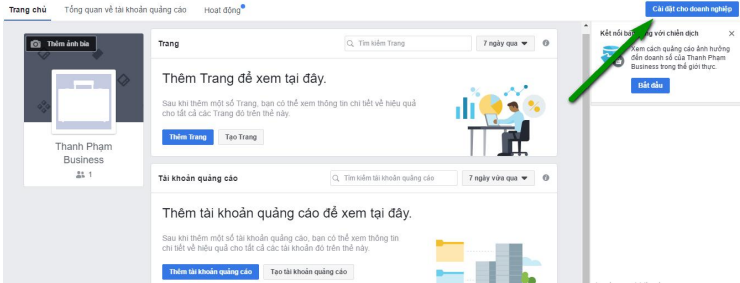 Trang chủ Tổng quan về tài khoản quảng cáo Hoạt động
Cài đặt cho doanh nghiệp
Thêm ảnh bìa
Thanh Phạm
Business
1
Trang
Tìm kiếm Trang
7 ngày qua
Thêm Trang để xem tại đây.
Sau khi thêm một số Trang, bạn có thể xem thông tin chi tiết về hiệu quả
cho tất cả các Trang đó trên thẻ này.
Thêm Trang
Tạo Trang
Tài khoản quảng cáo
Tìm kiếm tài khoản quảng cáo
7 ngày vừa qua
Thêm tài khoản quảng cáo để xem tại đây.
Sau khi thêm một số tài khoản quảng cáo, bạn có thể xem thông tin
chi tiết về hiệu quả cho tất cả các tài khoản đó trên thẻ này.
Thêm tài khoản quảng cáo
Tạo tài khoản quảng cáo
Kết nối bán hàng với chiến dịch
Xem cách quảng cáo ảnh hưởng
đến doanh số của Thanh Phạm
Business trong thế giới thực.
Bắt đầu